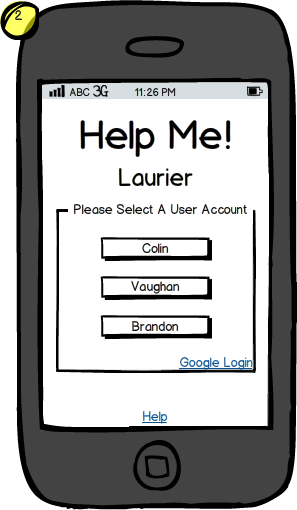 2
ABC 3G 11:26 PM
Help Me!
Laurier
Please Select A User Account
Colin
Vaughan
Brandon
Google Login
Help